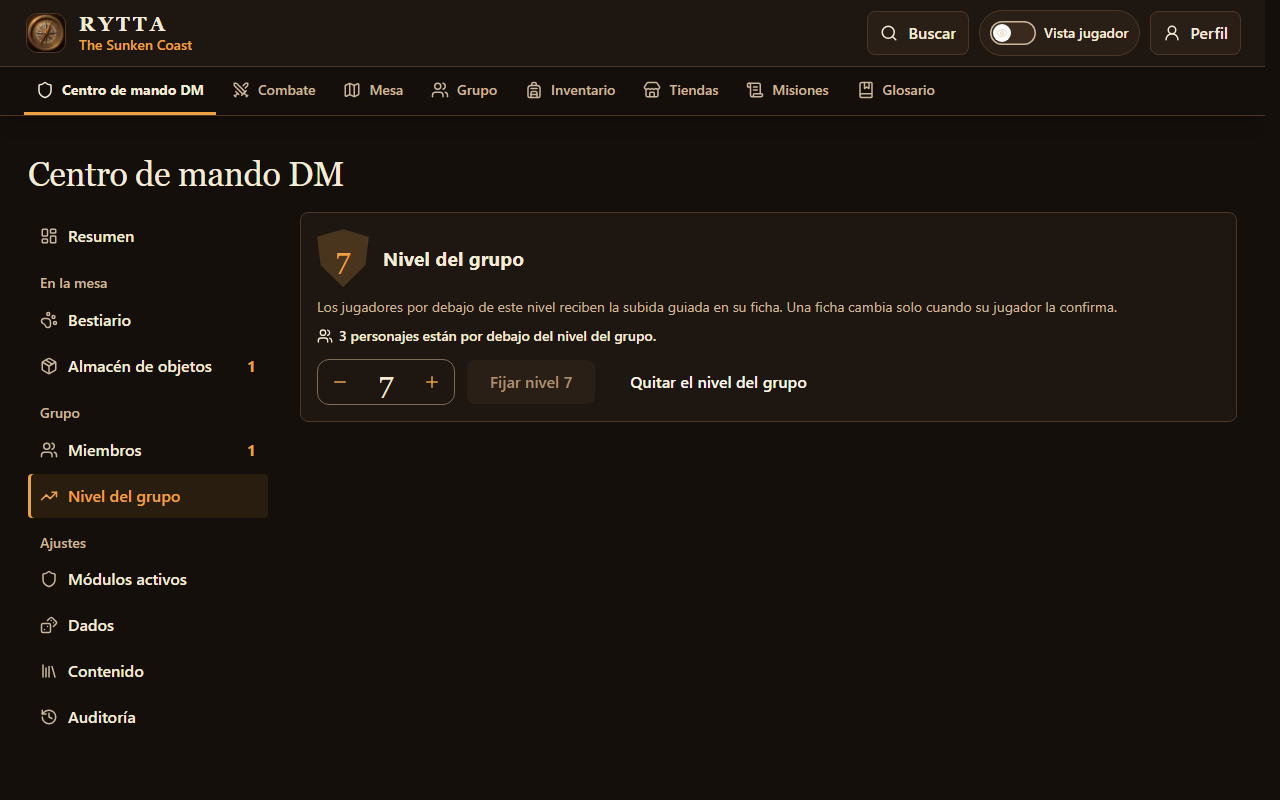 RYTTA
The Sunken Coast
Buscar
Vista jugador
Perfil
Centro de mando DM
Combate
Mesa
Grupo
Inventario
Tiendas
Misiones
Glosario
Centro de mando DM
Resumen
En la mesa
Bestiario
Almacén de objetos 1
Grupo
Miembros 1
Nivel del grupo
Ajustes
Módulos activos
Dados
Contenido
Auditoría
7 Nivel del grupo
Los jugadores por debajo de este nivel reciben la subida guiada en su ficha. Una ficha cambia solo cuando su jugador la confirma.
3 personajes están por debajo del nivel del grupo.
− 7 + Fijar nivel 7 Quitar el nivel del grupo